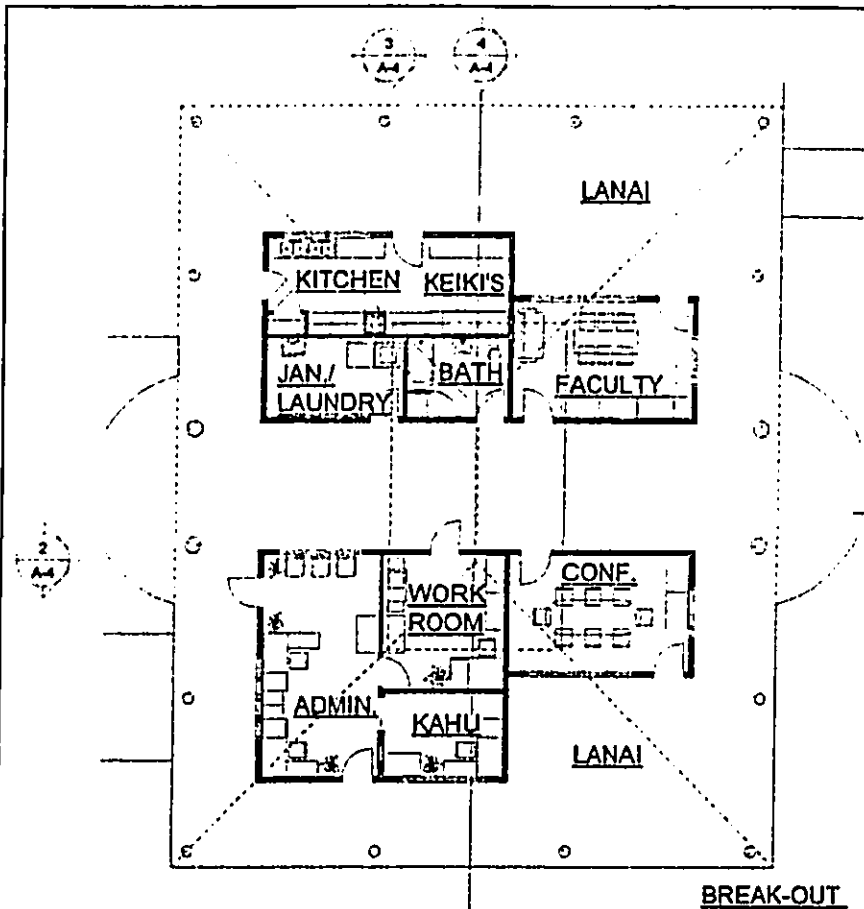 3
A-4
4
A-4
LANAI
KITCHEN
KEIKI'S
JAN./
LAUNDRY
BATH
FACULTY
2
A-4
WORK
ROOM
CONF.
ADMIN.
KAHU
LANAI
BREAK-OUT